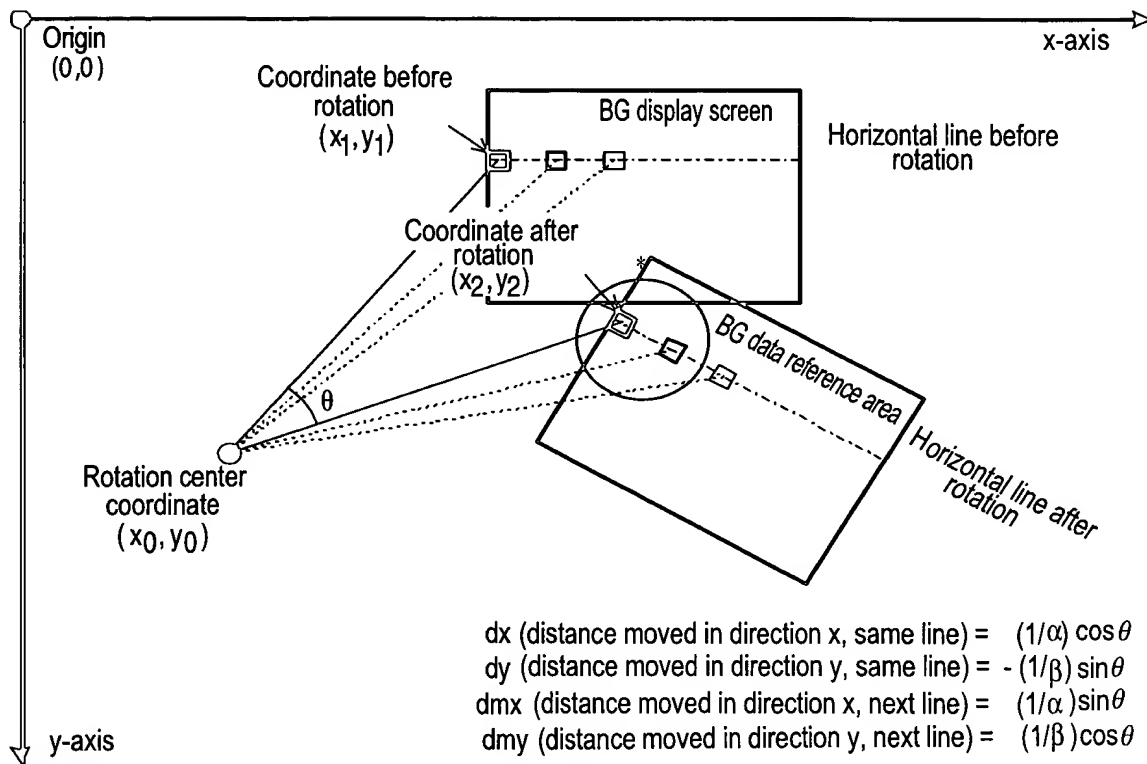 Origin
(0,0)
x-axis
Coordinate before
rotation
(x1,y1)
BG display screen
Horizontal line before
rotation
Coordinate after
rotation
(x2,y2)
*
BG data reference area
θ
Rotation center
coordinate
(x0,y0)
Horizontal line after
rotation
dx (distance moved in direction x, same line) = (1/α) cosθ
dy (distance moved in direction y, same line) = - (1/β) sinθ
dmx (distance moved in direction x, next line) = (1/α)sinθ
dmy (distance moved in direction y, next line) = (1/β)cosθ
y-axis